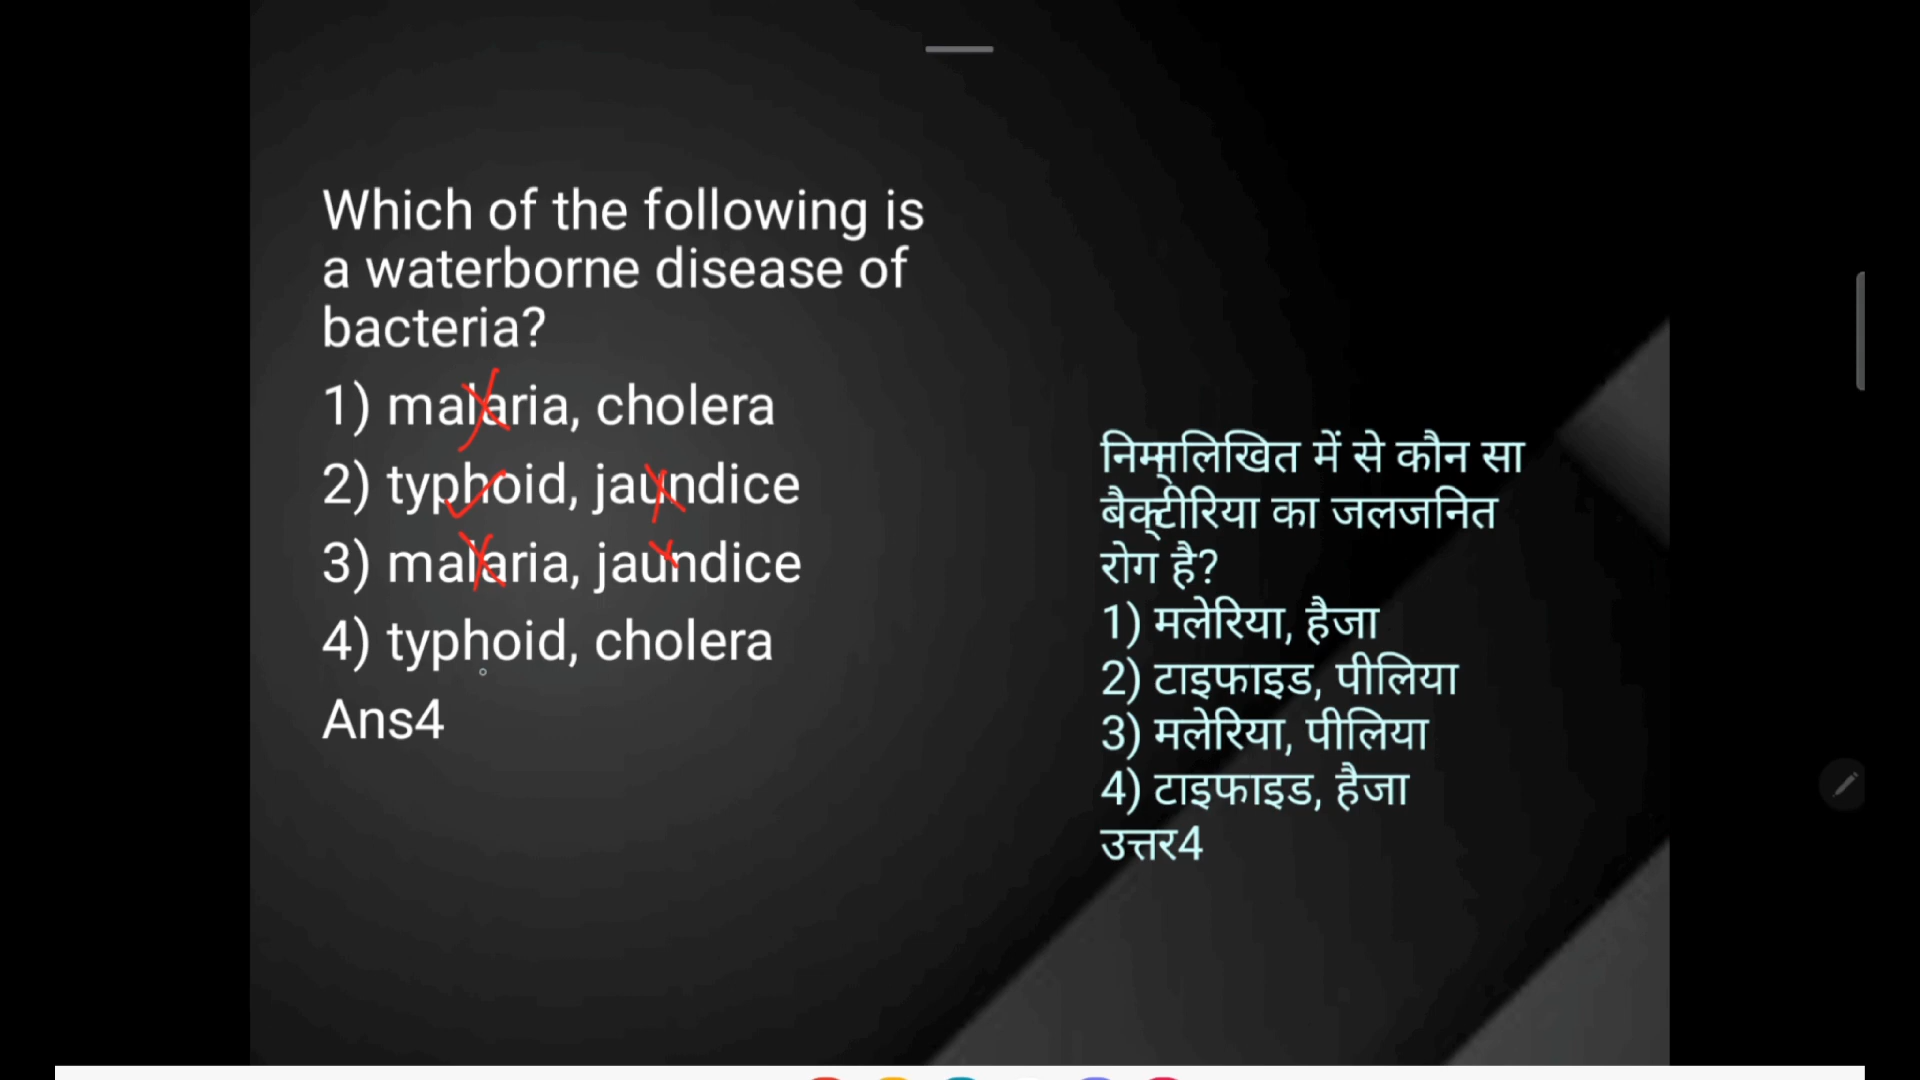 Which of the following is
a waterborne disease of
bacteria?
1) malaria, cholera
2) typhoid, jaundice
3) malaria, jaundice
4) typhoid, cholera
Ans4
निम्नलिखित में से कौन सा
बैक्टीरिया का जलजनित
रोग है?
1) मलेरिया, हैजा
2) टाइफाइड, पीलिया
3) मलेरिया, पीलिया
4) टाइफाइड, हैजा
उत्तर4